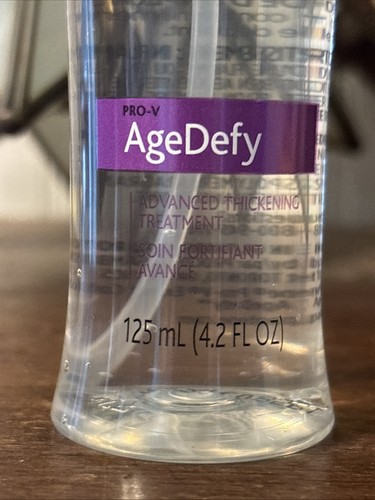 PRO-V
AgeDefy
ADVANCED THICKENING
TREATMENT
SOIN FORTIFIANT
AVANCÉ
125 mL (4.2 FL OZ)